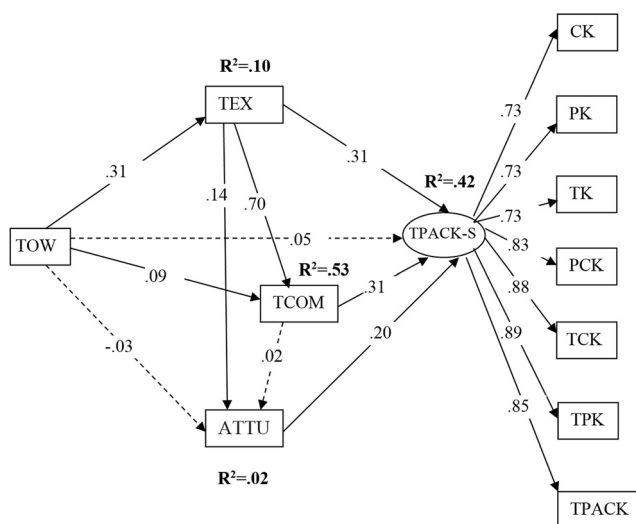 CK
R²=.10
TEX
.73
PK
.31
.31
.73
R²=.42
.14
.70
TK
.73
TOW
.05
TPACK-S
.83
PCK
.09
R²=.53
TCOM
.31
.88
TCK
-.03
.02
.20
.89
.85
TPK
ATTU
R²=.02
TPACK